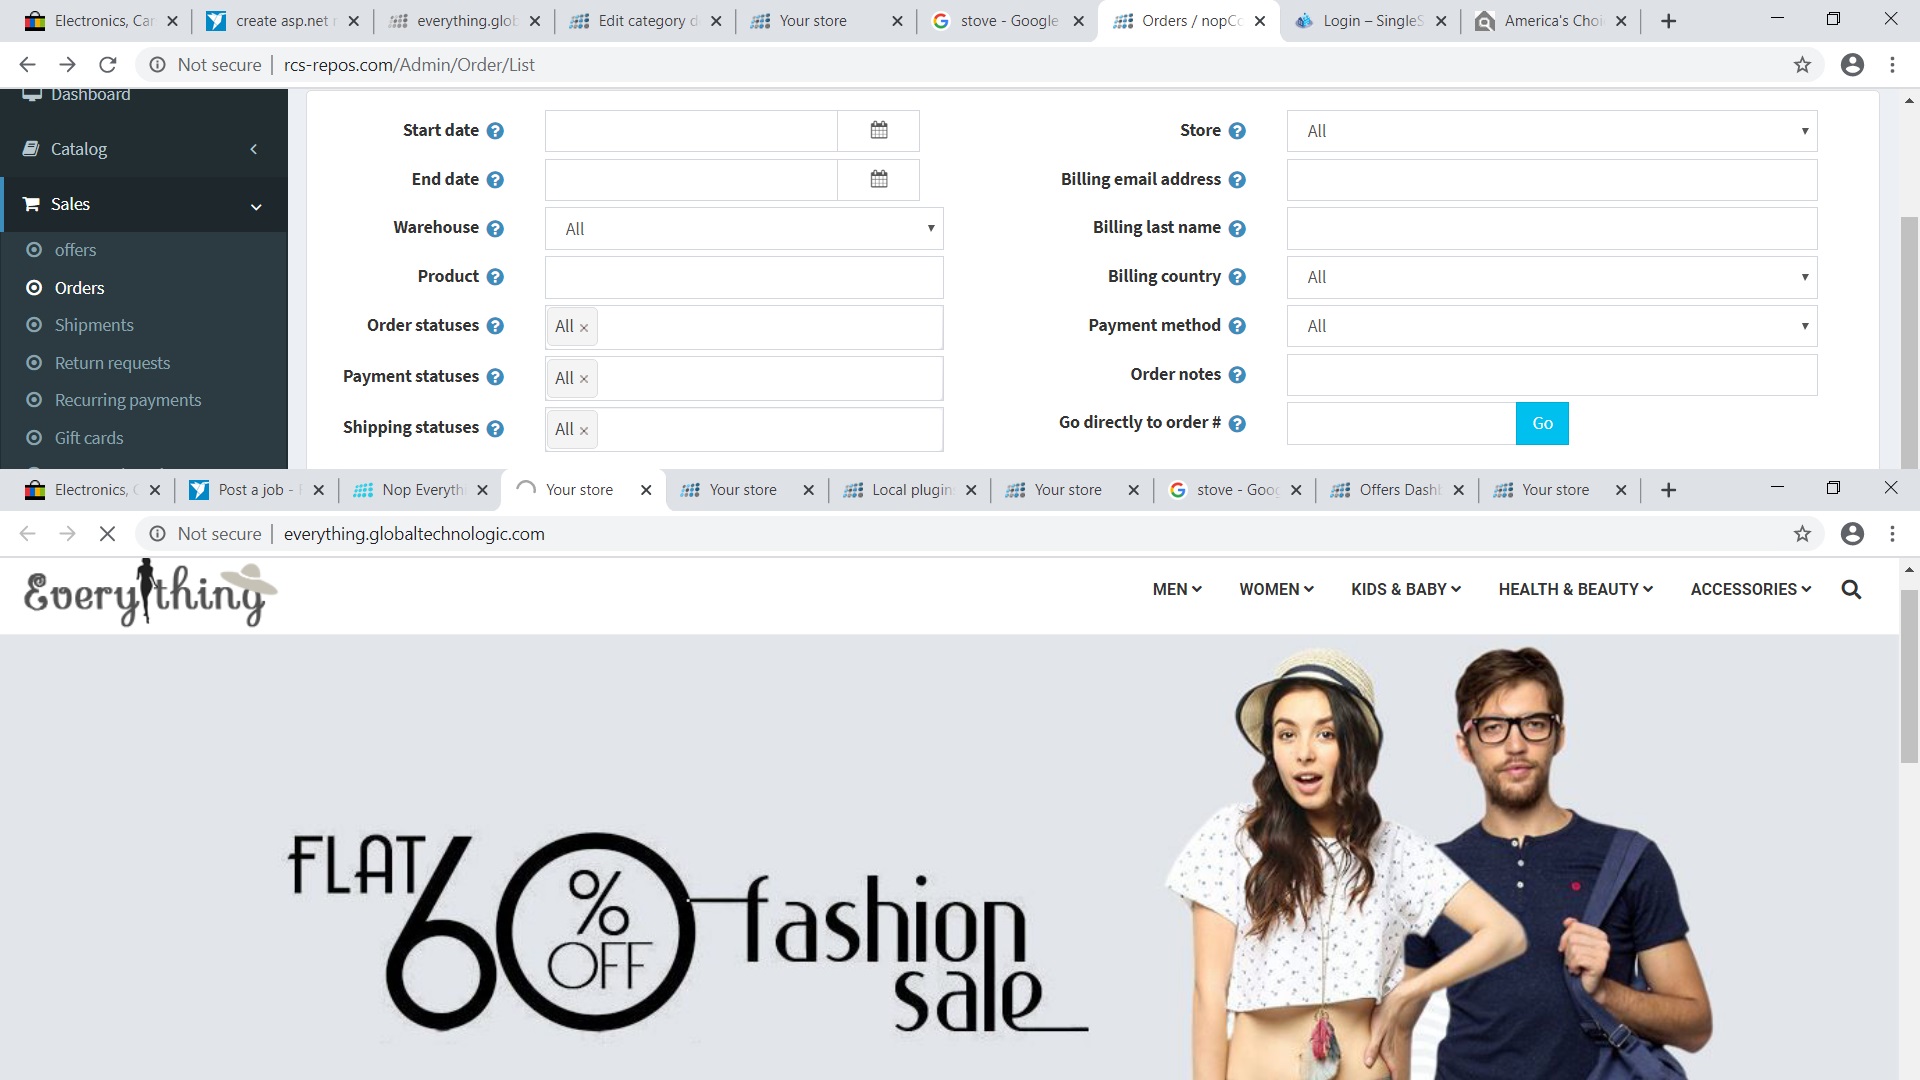 Electronics, Car
create asp.net
everything.glob
Edit category d
Your store
stove - Google
Orders / nopCo
Login – SingleS
America's Choi
Not secure
rcs-repos.com/Admin/Order/List
Dashboard
Catalog
Sales
offers
Orders
Shipments
Return requests
Recurring payments
Gift cards
Start date
End date
Warehouse All
Product
Order statuses All ×
Payment statuses All ×
Shipping statuses All ×
Store All
Billing email address
Billing last name
Billing country All
Payment method All
Order notes
Go directly to order # Go
Electronics,
Post a job -
Nop Everyth
Your store
Your store
Local plugin
Your store
stove - Goog
Offers Dashb
Your store
Not secure
everything.globaltechnologic.com
Everything
MEN
WOMEN
KIDS & BABY
HEALTH & BEAUTY
ACCESSORIES
FLAT
60% OFF
fashion
sale